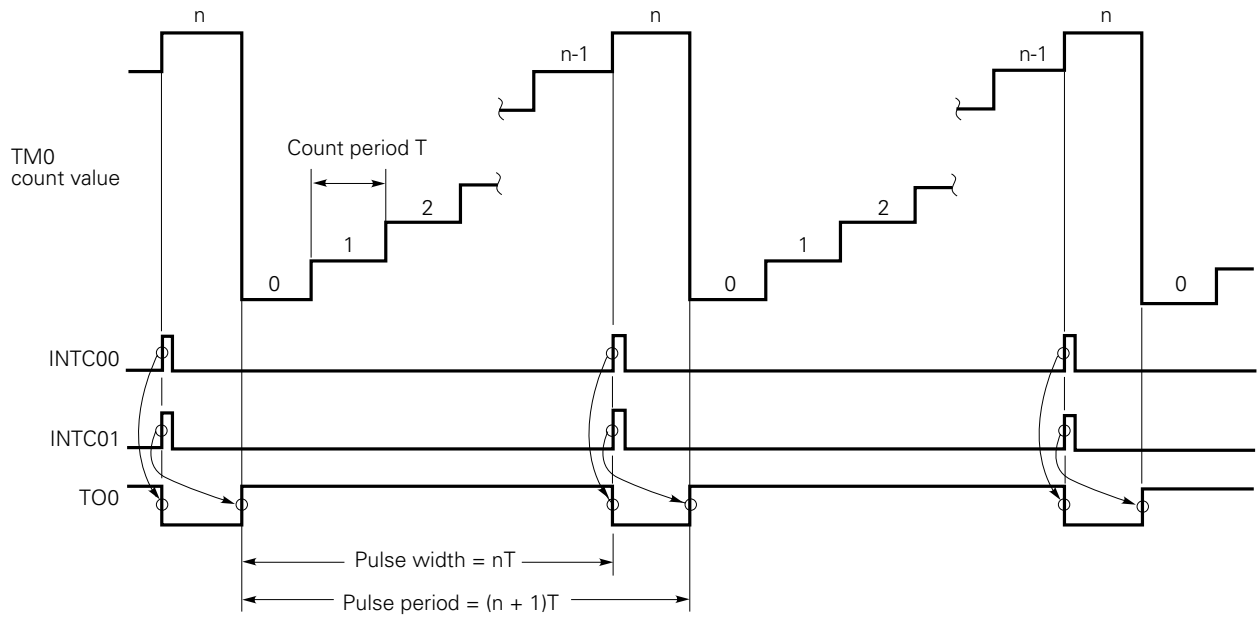 n
n
n
n-1
n-1
Count period T
TM0
count value
2
2
1
1
0
0
0
INTC00
INTC01
TO0
Pulse width = nT
Pulse period = (n + 1)T